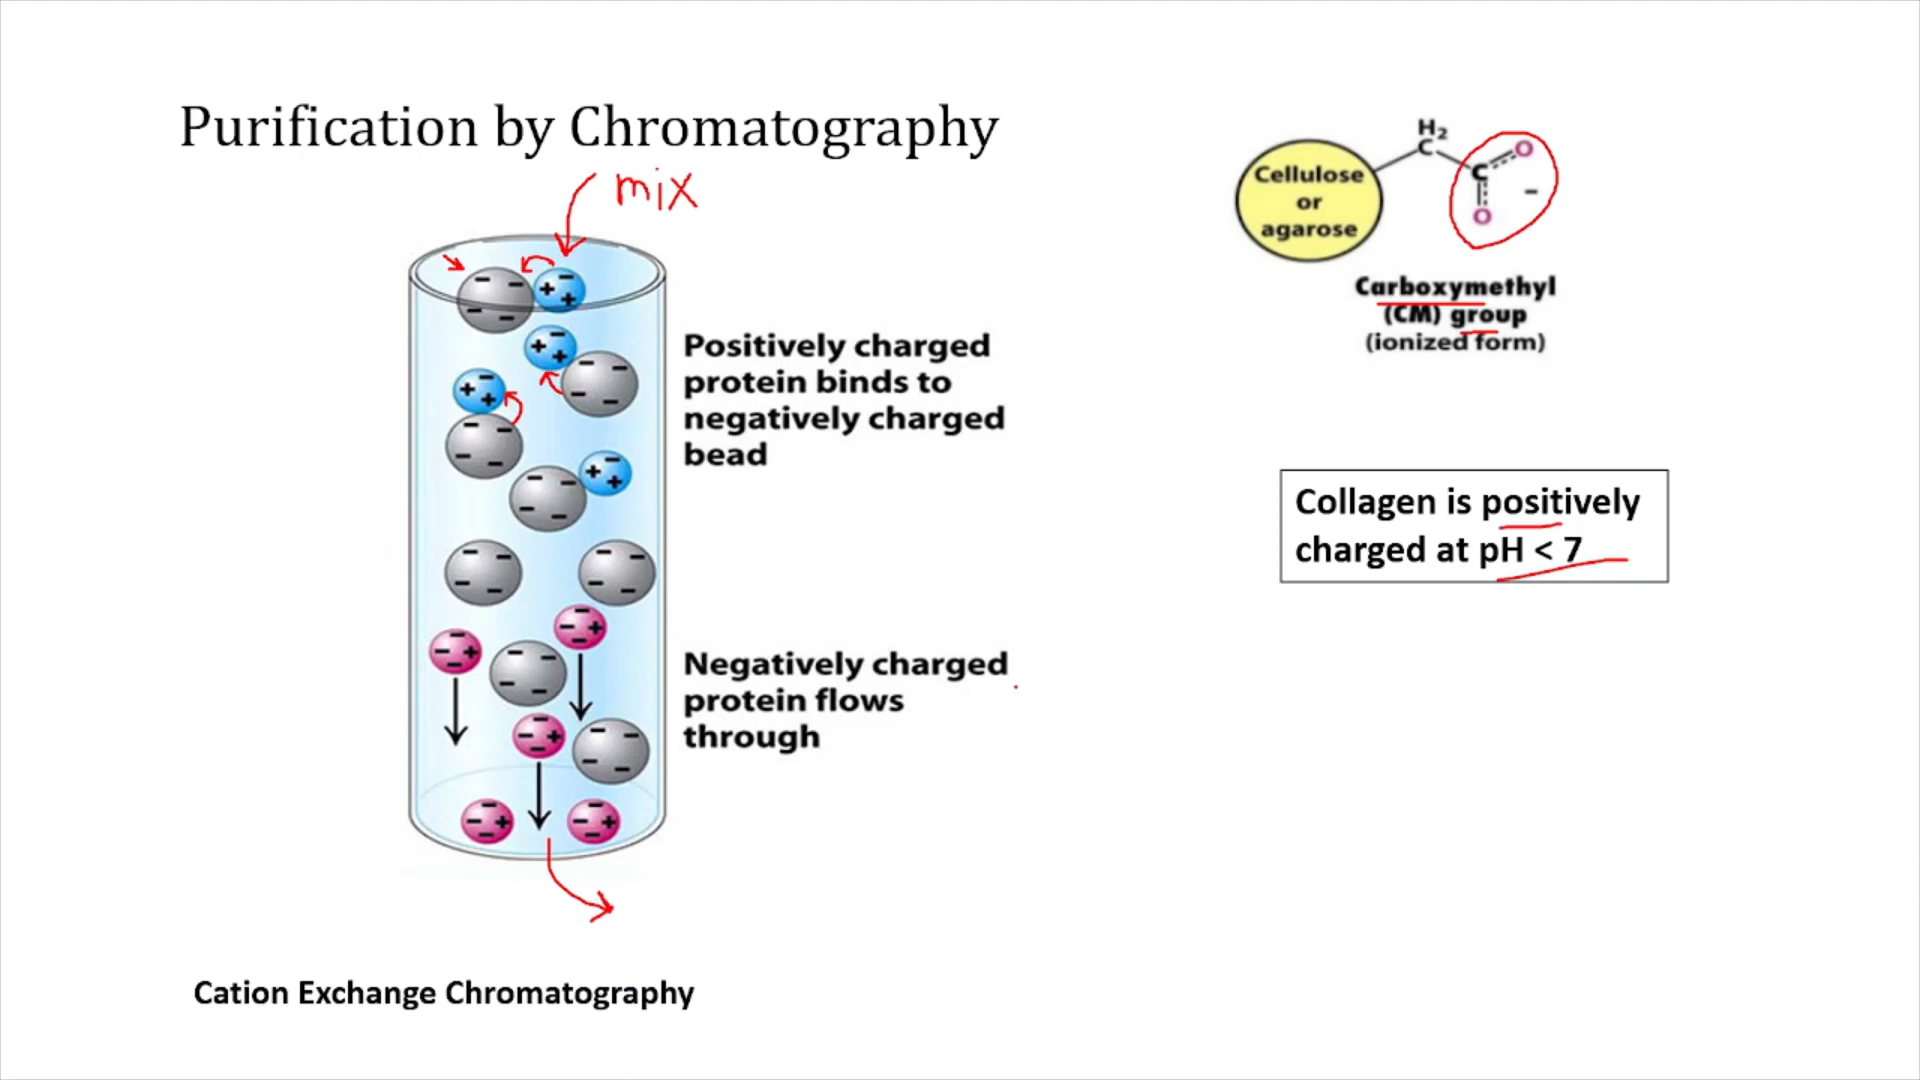 Purification by Chromatography
mix
Positively charged
protein binds to
negatively charged
bead
Negatively charged
protein flows
through
Cation Exchange Chromatography
H2
C
C
O
O
-
Cellulose
or
agarose
Carboxymethyl
(CM) group
(ionized form)
Collagen is positively
charged at pH < 7